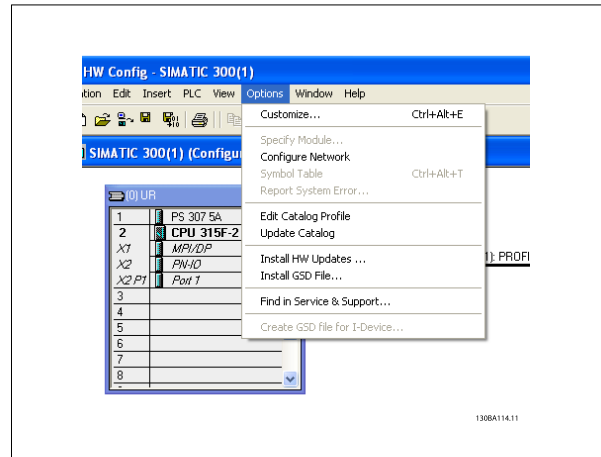 HW Config - SIMATIC 300(1)
Edit Insert PLC View Options Window Help
Customize... Ctrl+Alt+E
Specify Module...
SIMATIC 300(1)
Configure Network
Symbol Table Ctrl+Alt+T
Report System Error...
(0) UR
1 PS 307 5A
Edit Catalog Profile
2 CPU 315F-2
Update Catalog
X1 MPI/DP
X2 PN-IO
Install HW Updates ...
1): PROFI
X2 P1 Port 1
Install GSD File...
3
Find in Service & Support...
4
5
Create GSD file for I-Device...
6
7
8
130BA114.11